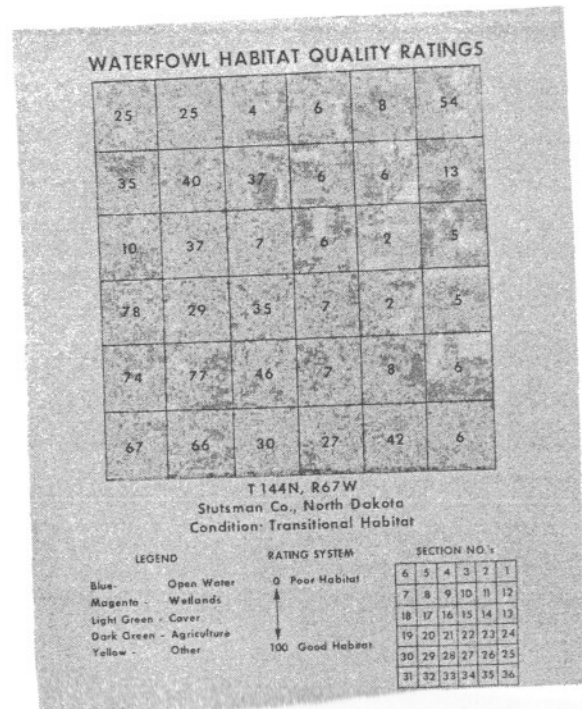 WATERFOWL HABITAT QUALITY RATINGS
25 25 4 6 8 54
35 40 37 6 6 13
10 37 7 6 2 5
78 29 35 7 2 5
74 77 46 7 8 6
67 66 30 27 42 6
T 144N, R67W
Stutsman Co., North Dakota
Condition: Transitional Habitat
LEGEND
Blue- Open Water
Magenta - Wetlands
Light Green - Cover
Dark Green - Agriculture
Yellow - Other
RATING SYSTEM
0 Poor Habitat
100 Good Habitat
SECTION NO.'s
6 5 4 3 2 1
7 8 9 10 11 12
18 17 16 15 14 13
19 20 21 22 23 24
30 29 28 27 26 25
31 32 33 34 35 36